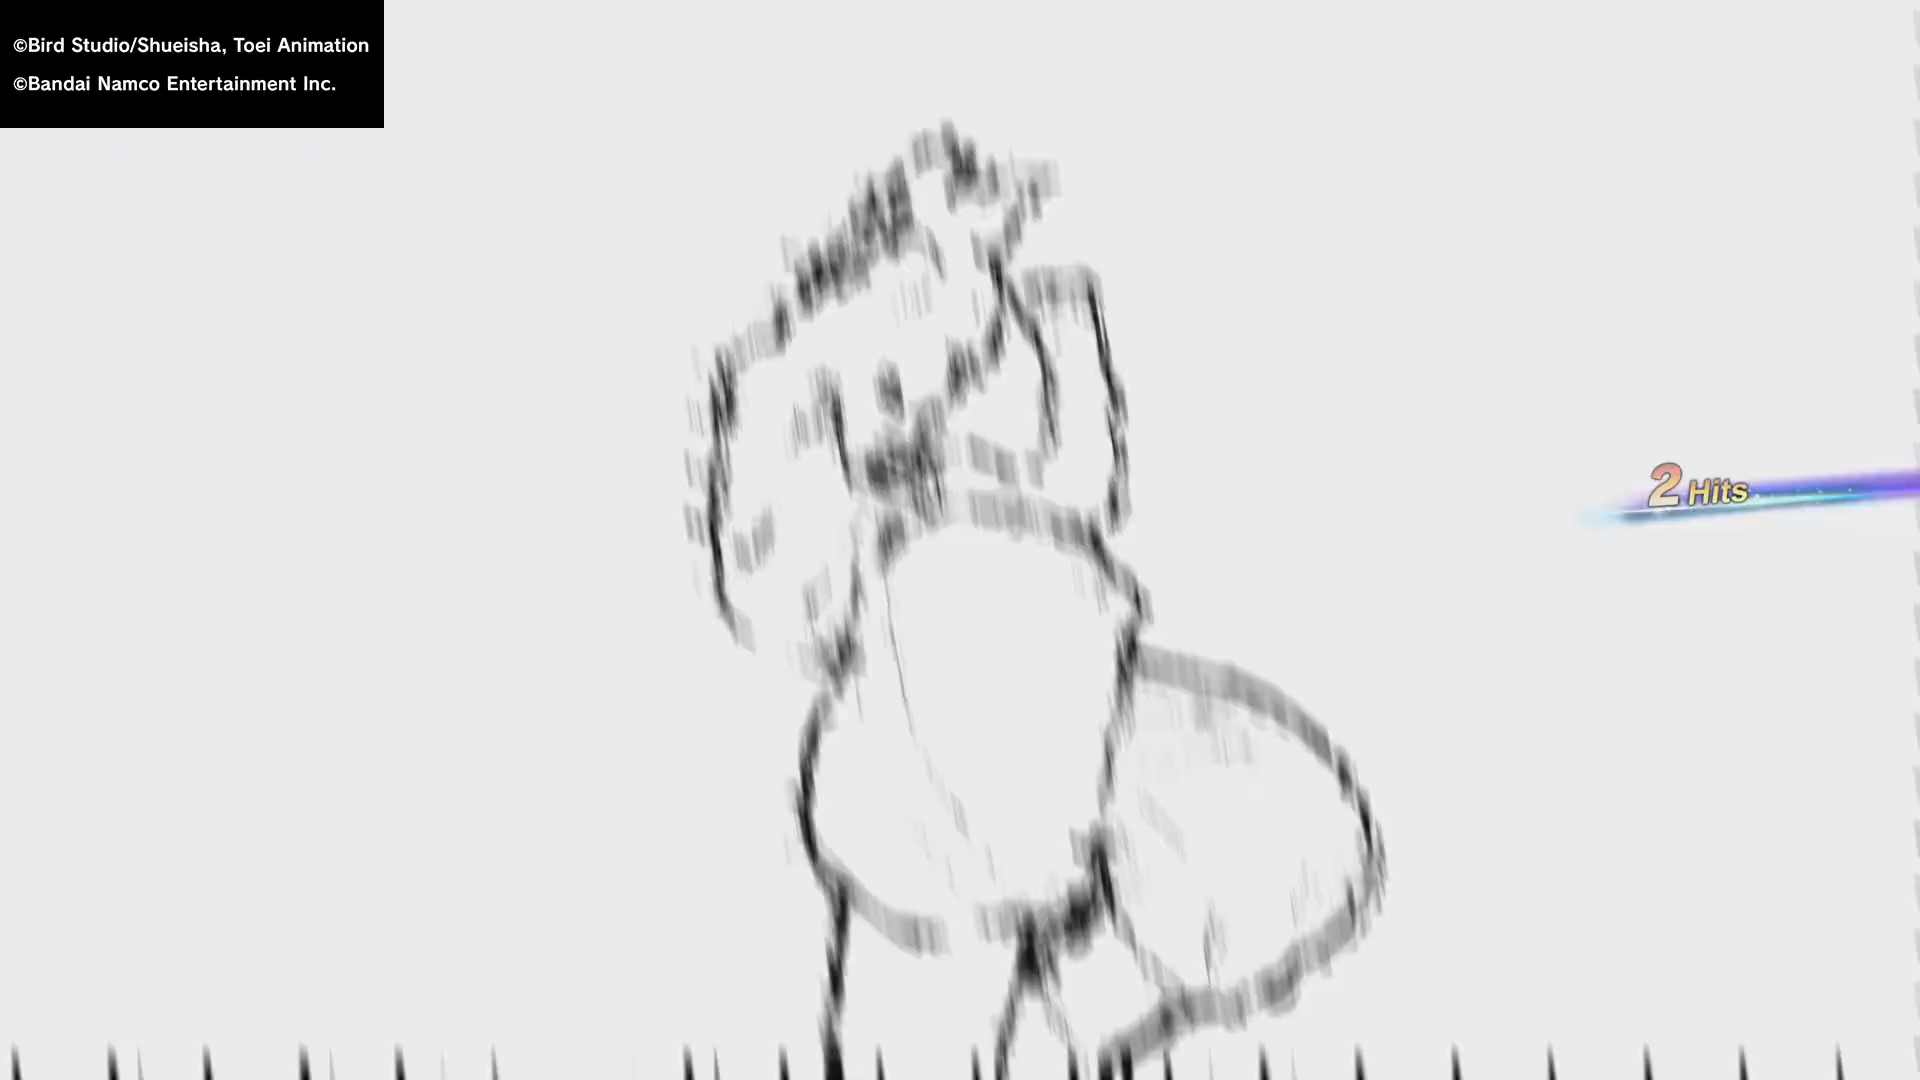 ©Bird Studio/Shueisha, Toei Animation
©Bandai Namco Entertainment Inc.
2 Hits